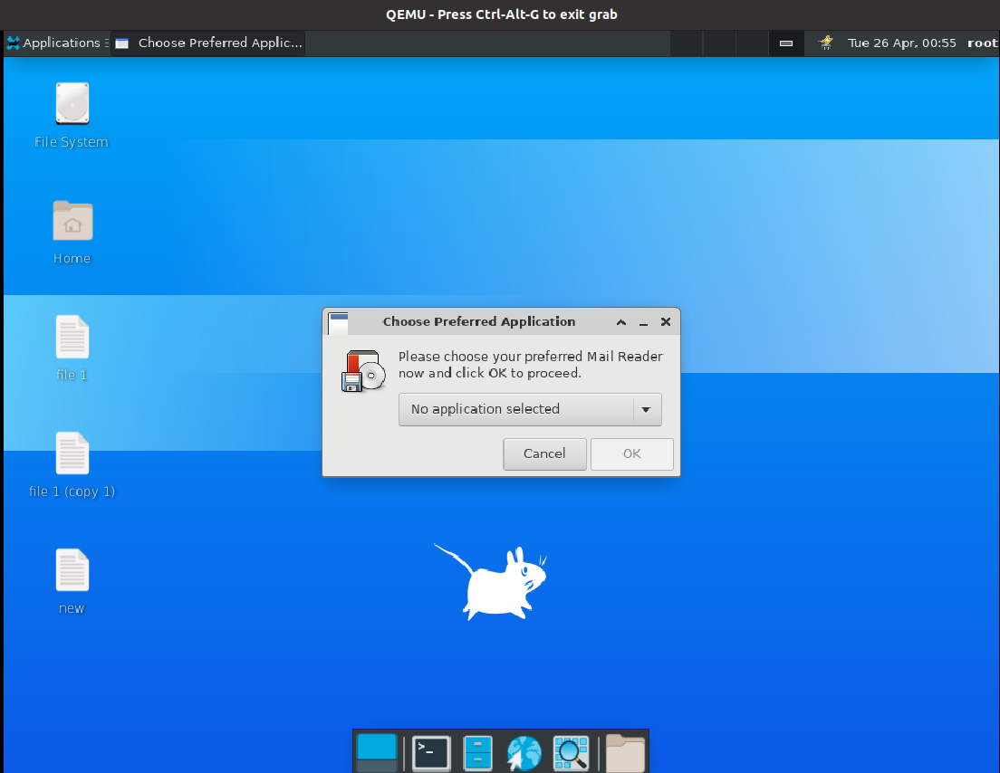 QEMU - Press Ctrl-Alt-G to exit grab
Applications
Choose Preferred Applic...
Tue 26 Apr, 00:55
root
File System
Home
file 1
file 1 (copy 1)
new
Choose Preferred Application
Please choose your preferred Mail Reader
now and click OK to proceed.
No application selected
Cancel
OK